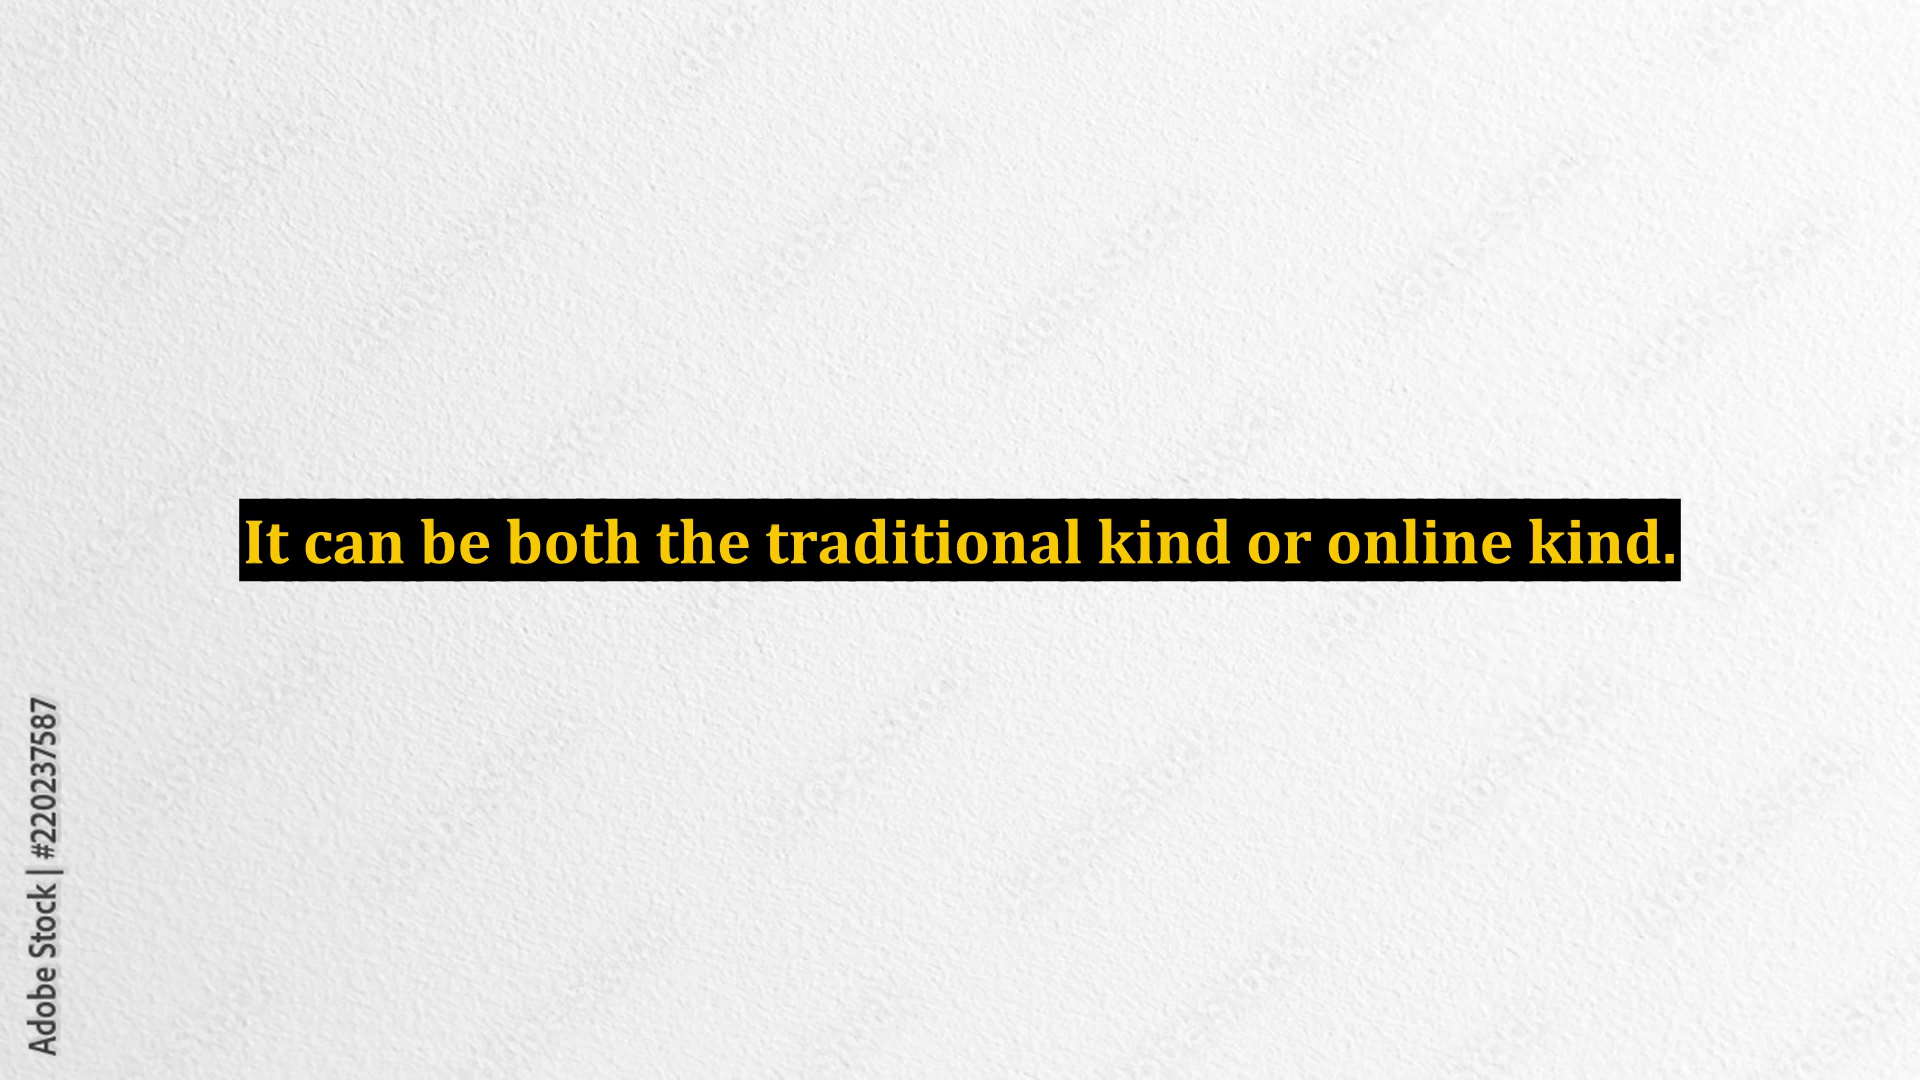 It can be both the traditional kind or online kind.
Adobe Stock | #220237587